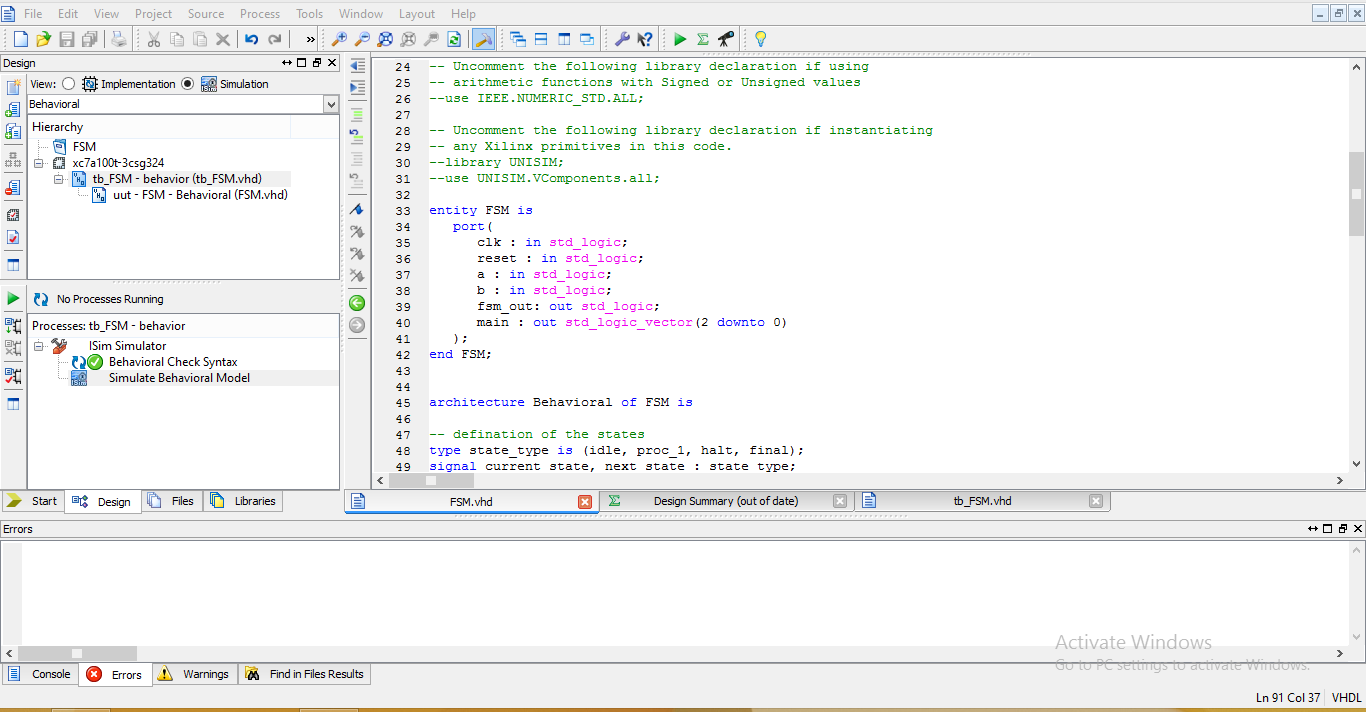 File Edit View Project Source Process Tools Window Layout Help
Design
View: Implementation Simulation
Behavioral
Hierarchy
FSM
xc7a100t-3csg324
tb_FSM - behavior (tb_FSM.vhd)
uut - FSM - Behavioral (FSM.vhd)
No Processes Running
Processes: tb_FSM - behavior
ISim Simulator
Behavioral Check Syntax
Simulate Behavioral Model
Start Design Files Libraries
24 -- Uncomment the following library declaration if using
25 -- arithmetic functions with Signed or Unsigned values
26 --use IEEE.NUMERIC_STD.ALL;
27
28 -- Uncomment the following library declaration if instantiating
29 -- any Xilinx primitives in this code.
30 --library UNISIM;
31 --use UNISIM.VComponents.all;
32
33 entity FSM is
34 port(
35 clk : in std_logic;
36 reset : in std_logic;
37 a : in std_logic;
38 b : in std_logic;
39 fsm_out: out std_logic;
40 main : out std_logic_vector(2 downto 0)
41 );
42 end FSM;
43
44
45 architecture Behavioral of FSM is
46
47 -- defination of the states
48 type state_type is (idle, proc_1, halt, final);
49 signal current_state, next_state : state_type;
FSM.vhd Design Summary (out of date) tb_FSM.vhd
Errors
Activate Windows
Go to PC settings to activate Windows.
Console Errors Warnings Find in Files Results
Ln 91 Col 37 VHDL